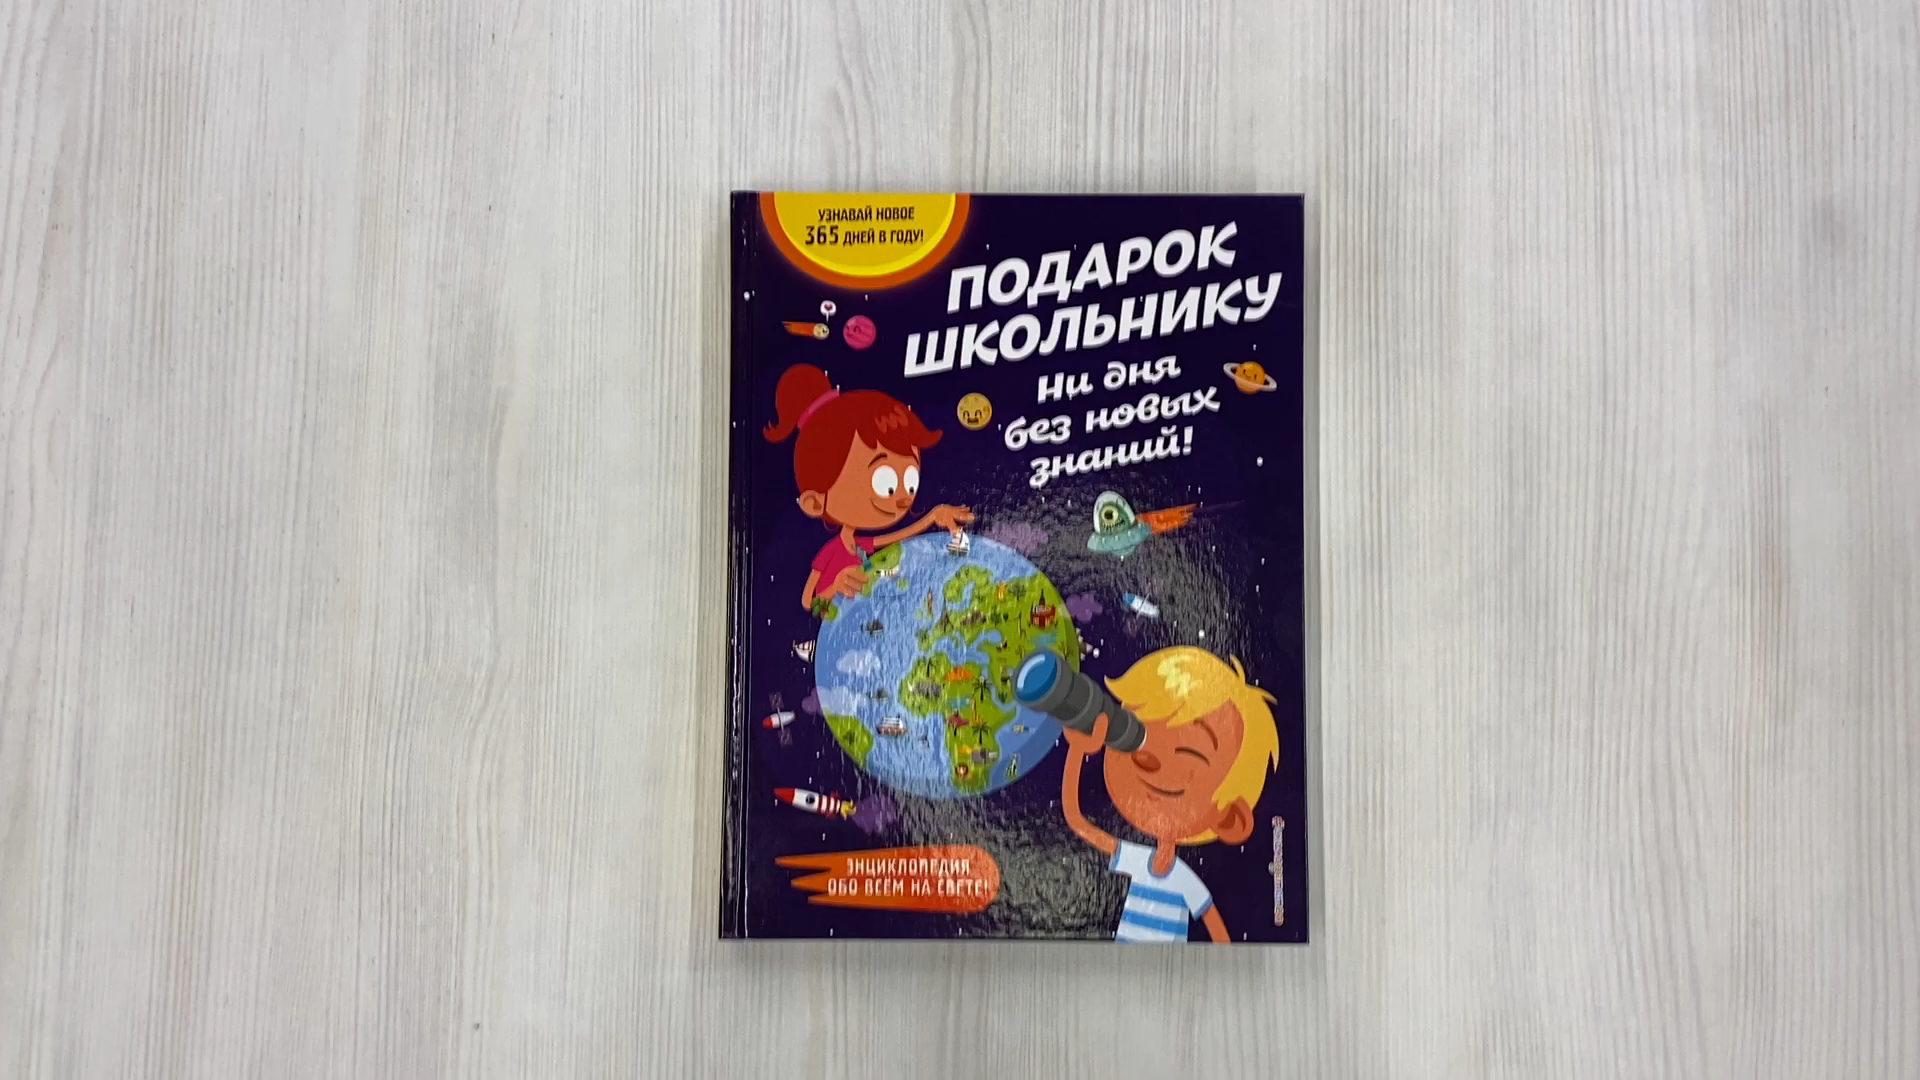 УЗНАВАЙ НОВОЕ
365 ДНЕЙ В ГОДУ!
ПОДАРОК
ШКОЛЬНИКУ
Ни дня
без новых
знаний!
ЭНЦИКЛОПЕДИЯ
ОБО ВСЁМ НА СВЕТЕ!